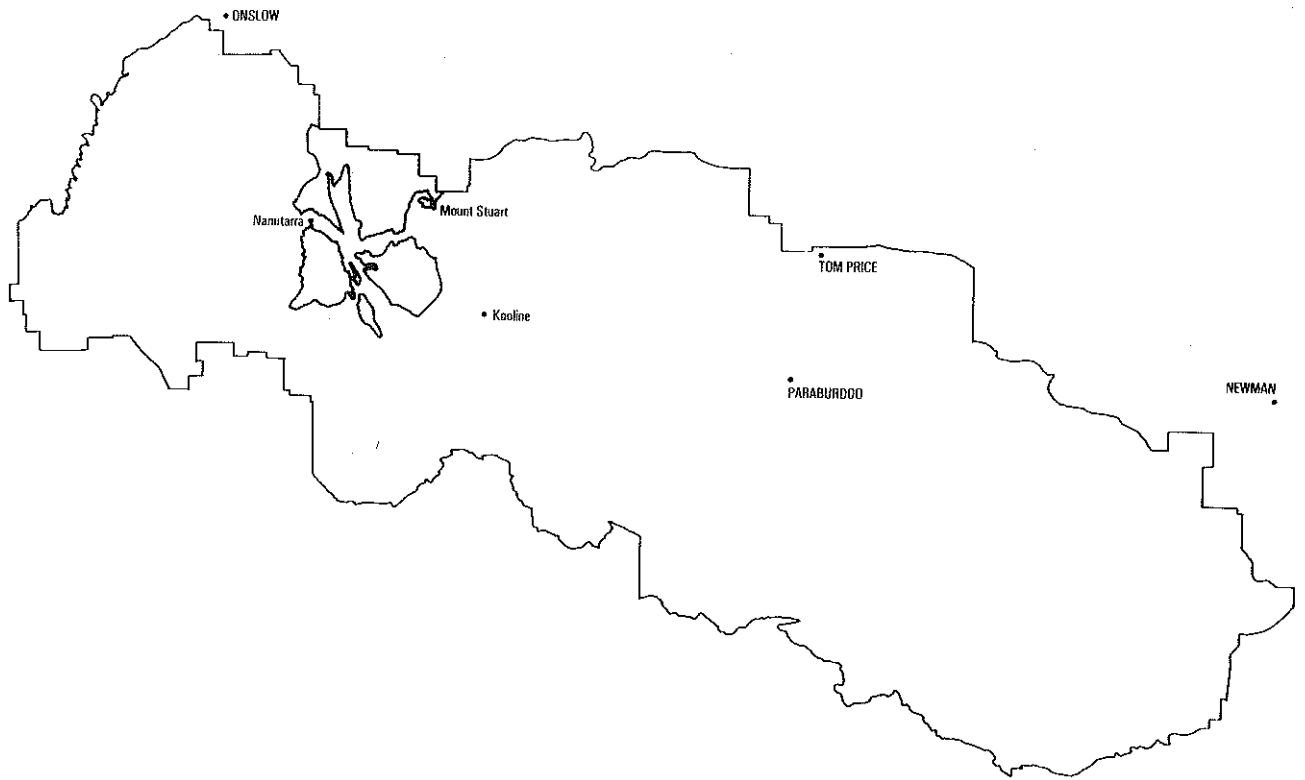 ONSLOW
Mount Stuart
Nanutarra
TOM PRICE
Kooline
PARABURDOO
NEWMAN